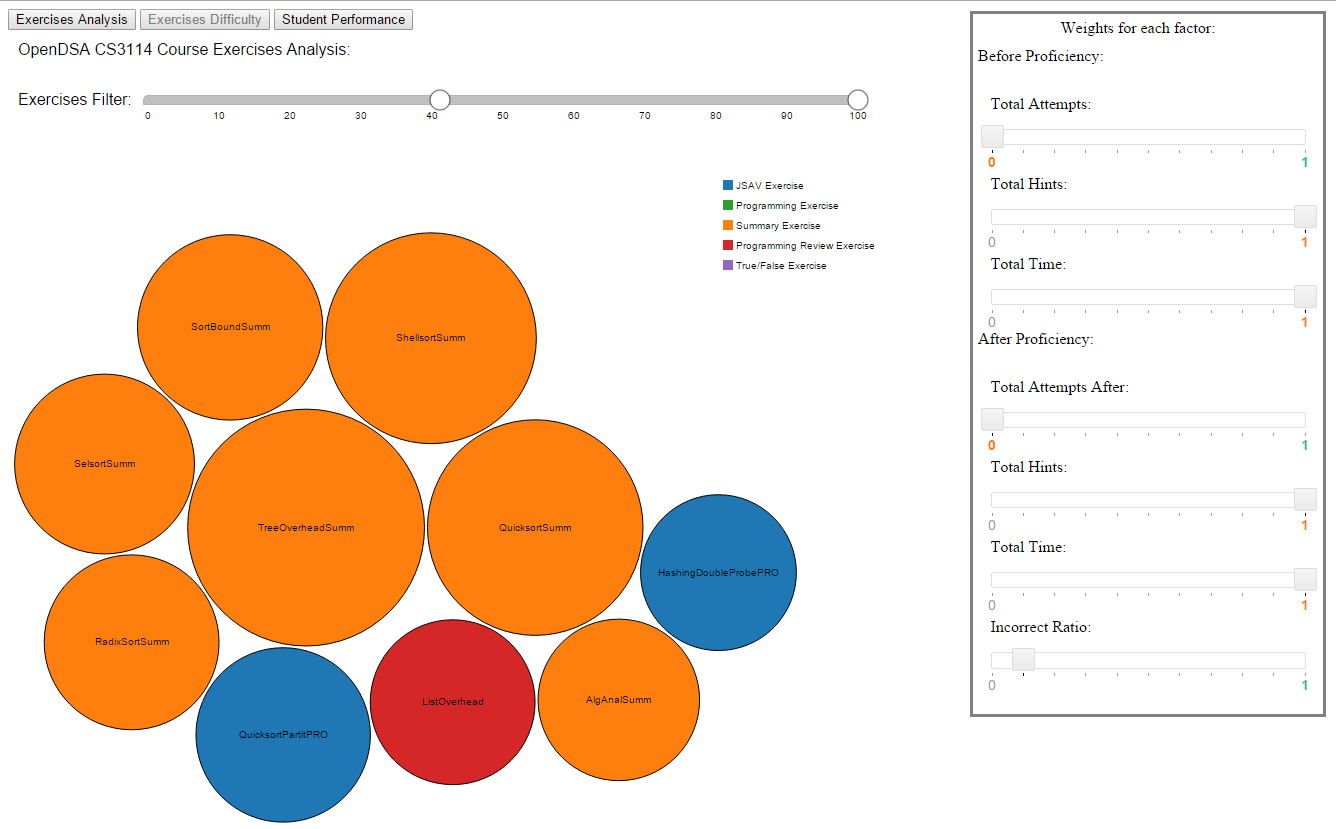 Exercises Analysis Exercises Difficulty Student Performance
OpenDSA CS3114 Course Exercises Analysis:
Exercises Filter:
0 10 20 30 40 50 60 70 80 90 100
JSAV Exercise
Programming Exercise
Summary Exercise
Programming Review Exercise
True/False Exercise
SortBoundSumm
ShellsortSumm
SelsortSumm
TreeOverheadSumm
QuicksortSumm
HashingDoubleProbePRO
RadixSortSumm
ListOverhead
AlgAnalSumm
QuicksortPartitPRO
Weights for each factor:
Before Proficiency:
Total Attempts:
0 1
Total Hints:
0 1
Total Time:
0 1
After Proficiency:
Total Attempts After:
0 1
Total Hints:
0 1
Total Time:
0 1
Incorrect Ratio:
0 1